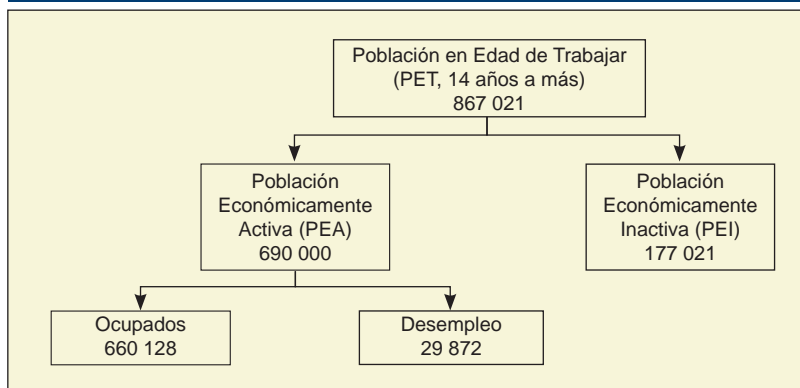 Población en Edad de Trabajar
(PET, 14 años a más)
867 021
Población
Económicamente
Activa (PEA)
690 000
Población
Económicamente
Inactiva (PEI)
177 021
Ocupados
660 128
Desempleo
29 872